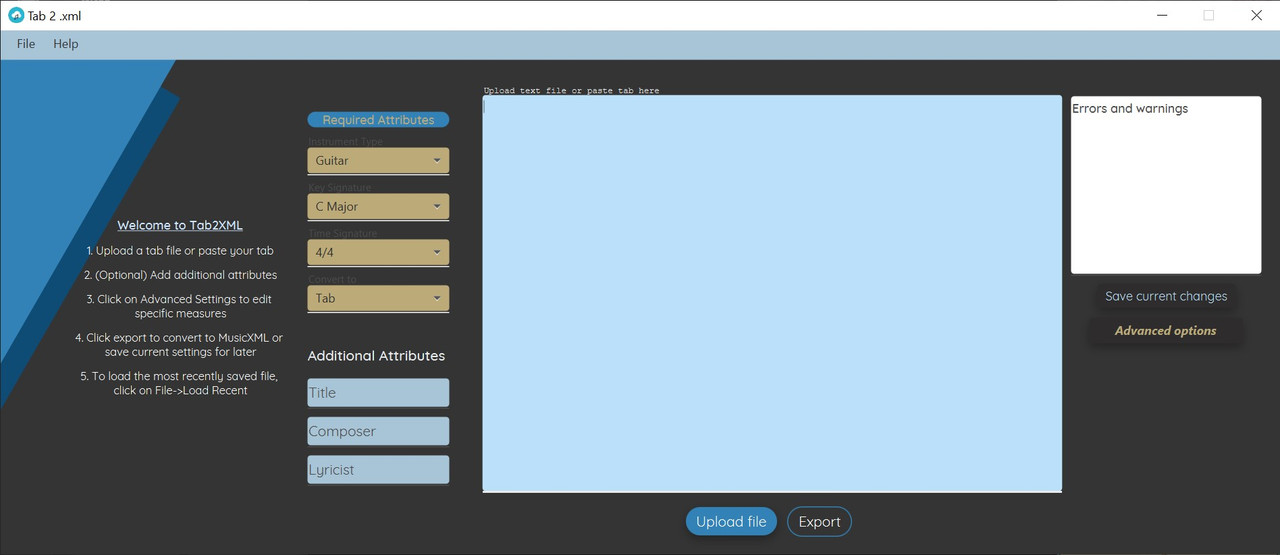 Tab 2 .xml
File Help
Welcome to Tab2XML
1. Upload a tab file or paste your tab
2. (Optional) Add additional attributes
3. Click on Advanced Settings to edit
specific measures
4. Click export to convert to MusicXML or
save current settings for later
5. To load the most recently saved file,
click on File->Load Recent
Required Attributes
Instrument Type
Guitar
Key Signature
C Major
Time Signature
4/4
Convert to
Tab
Additional Attributes
Title
Composer
Lyricist
Upload text file or paste tab here
Upload file Export
Errors and warnings
Save current changes
Advanced options